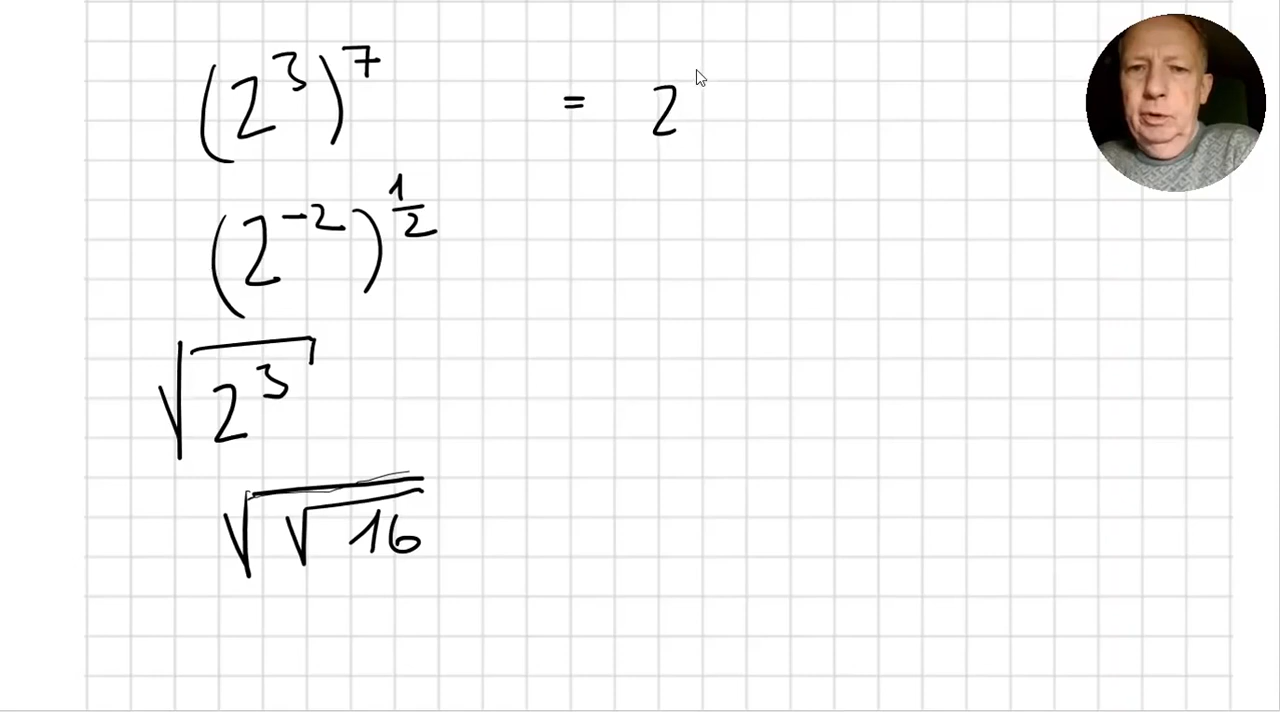 (2³)⁷ = 2
(2⁻²)^(1/2)
√(2³)
√(√16)